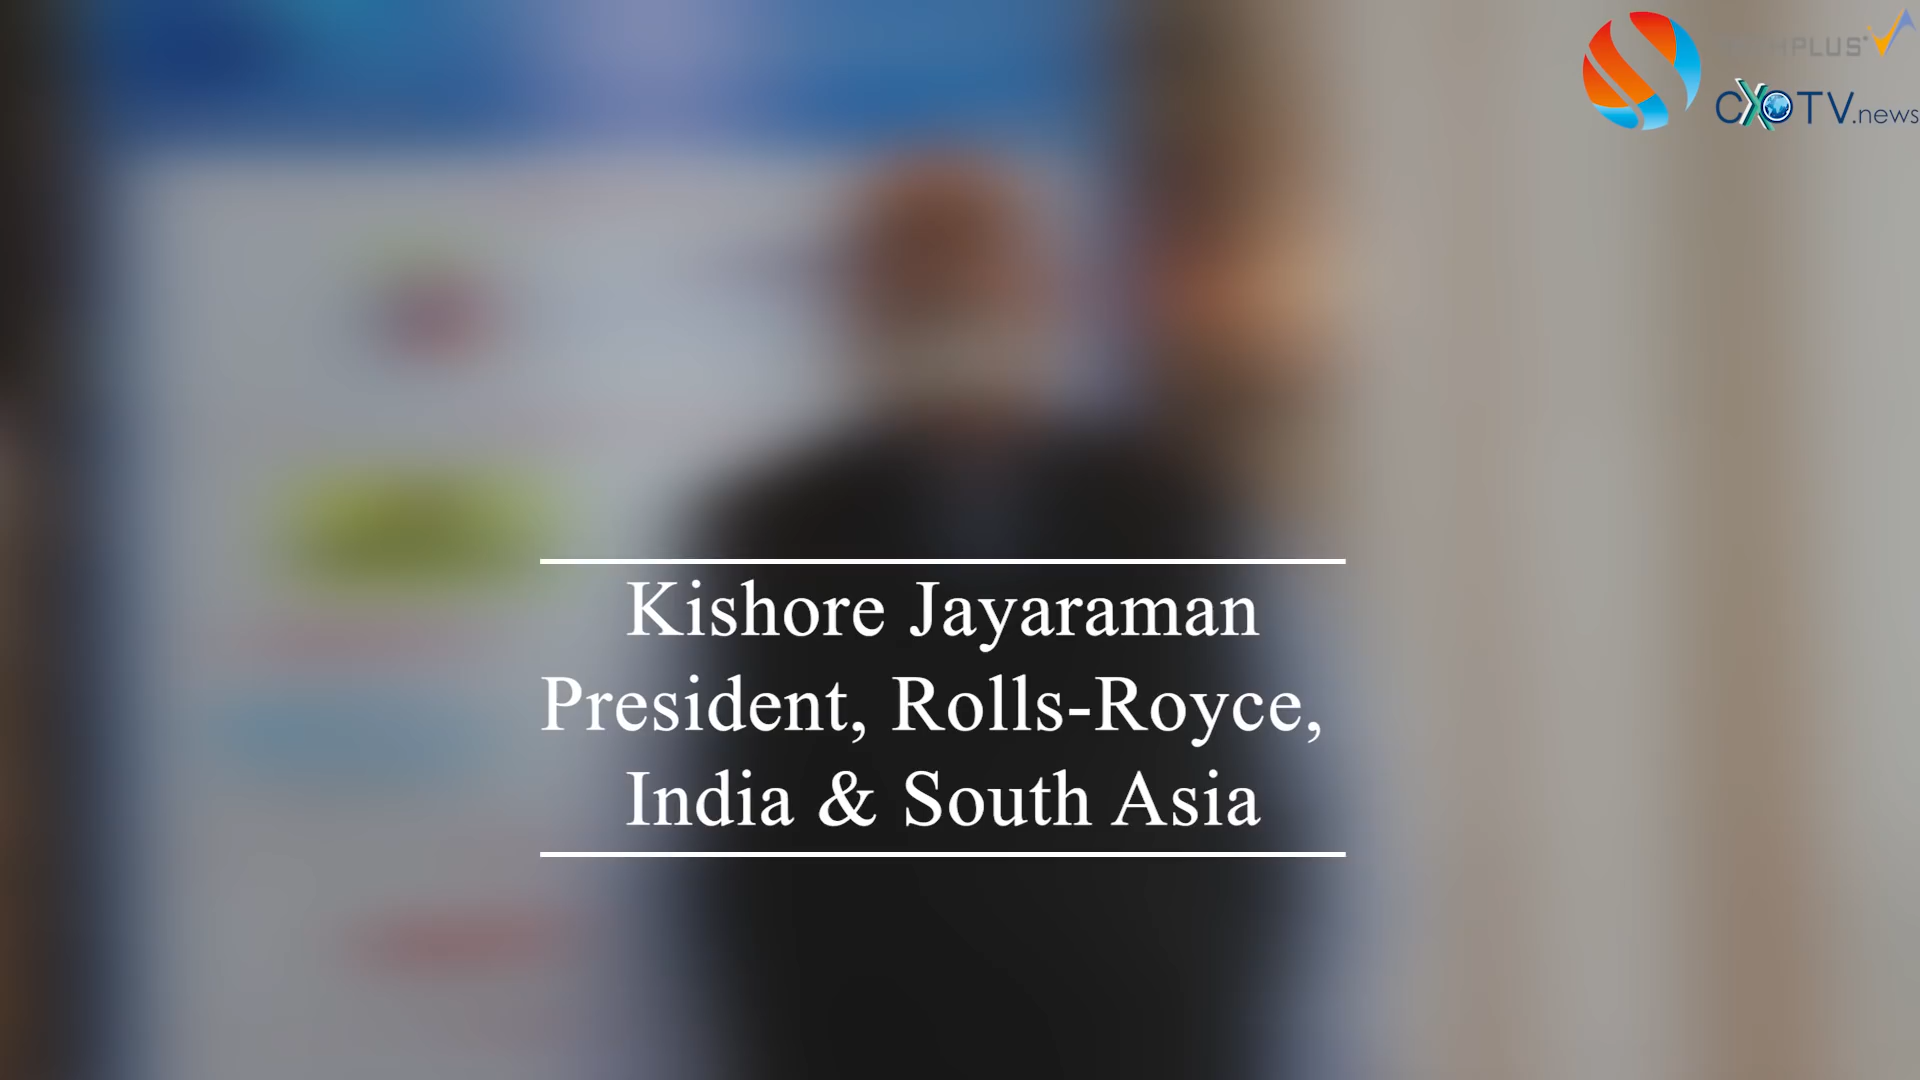 CXOTV.news
Kishore Jayaraman
President, Rolls-Royce,
India & South Asia